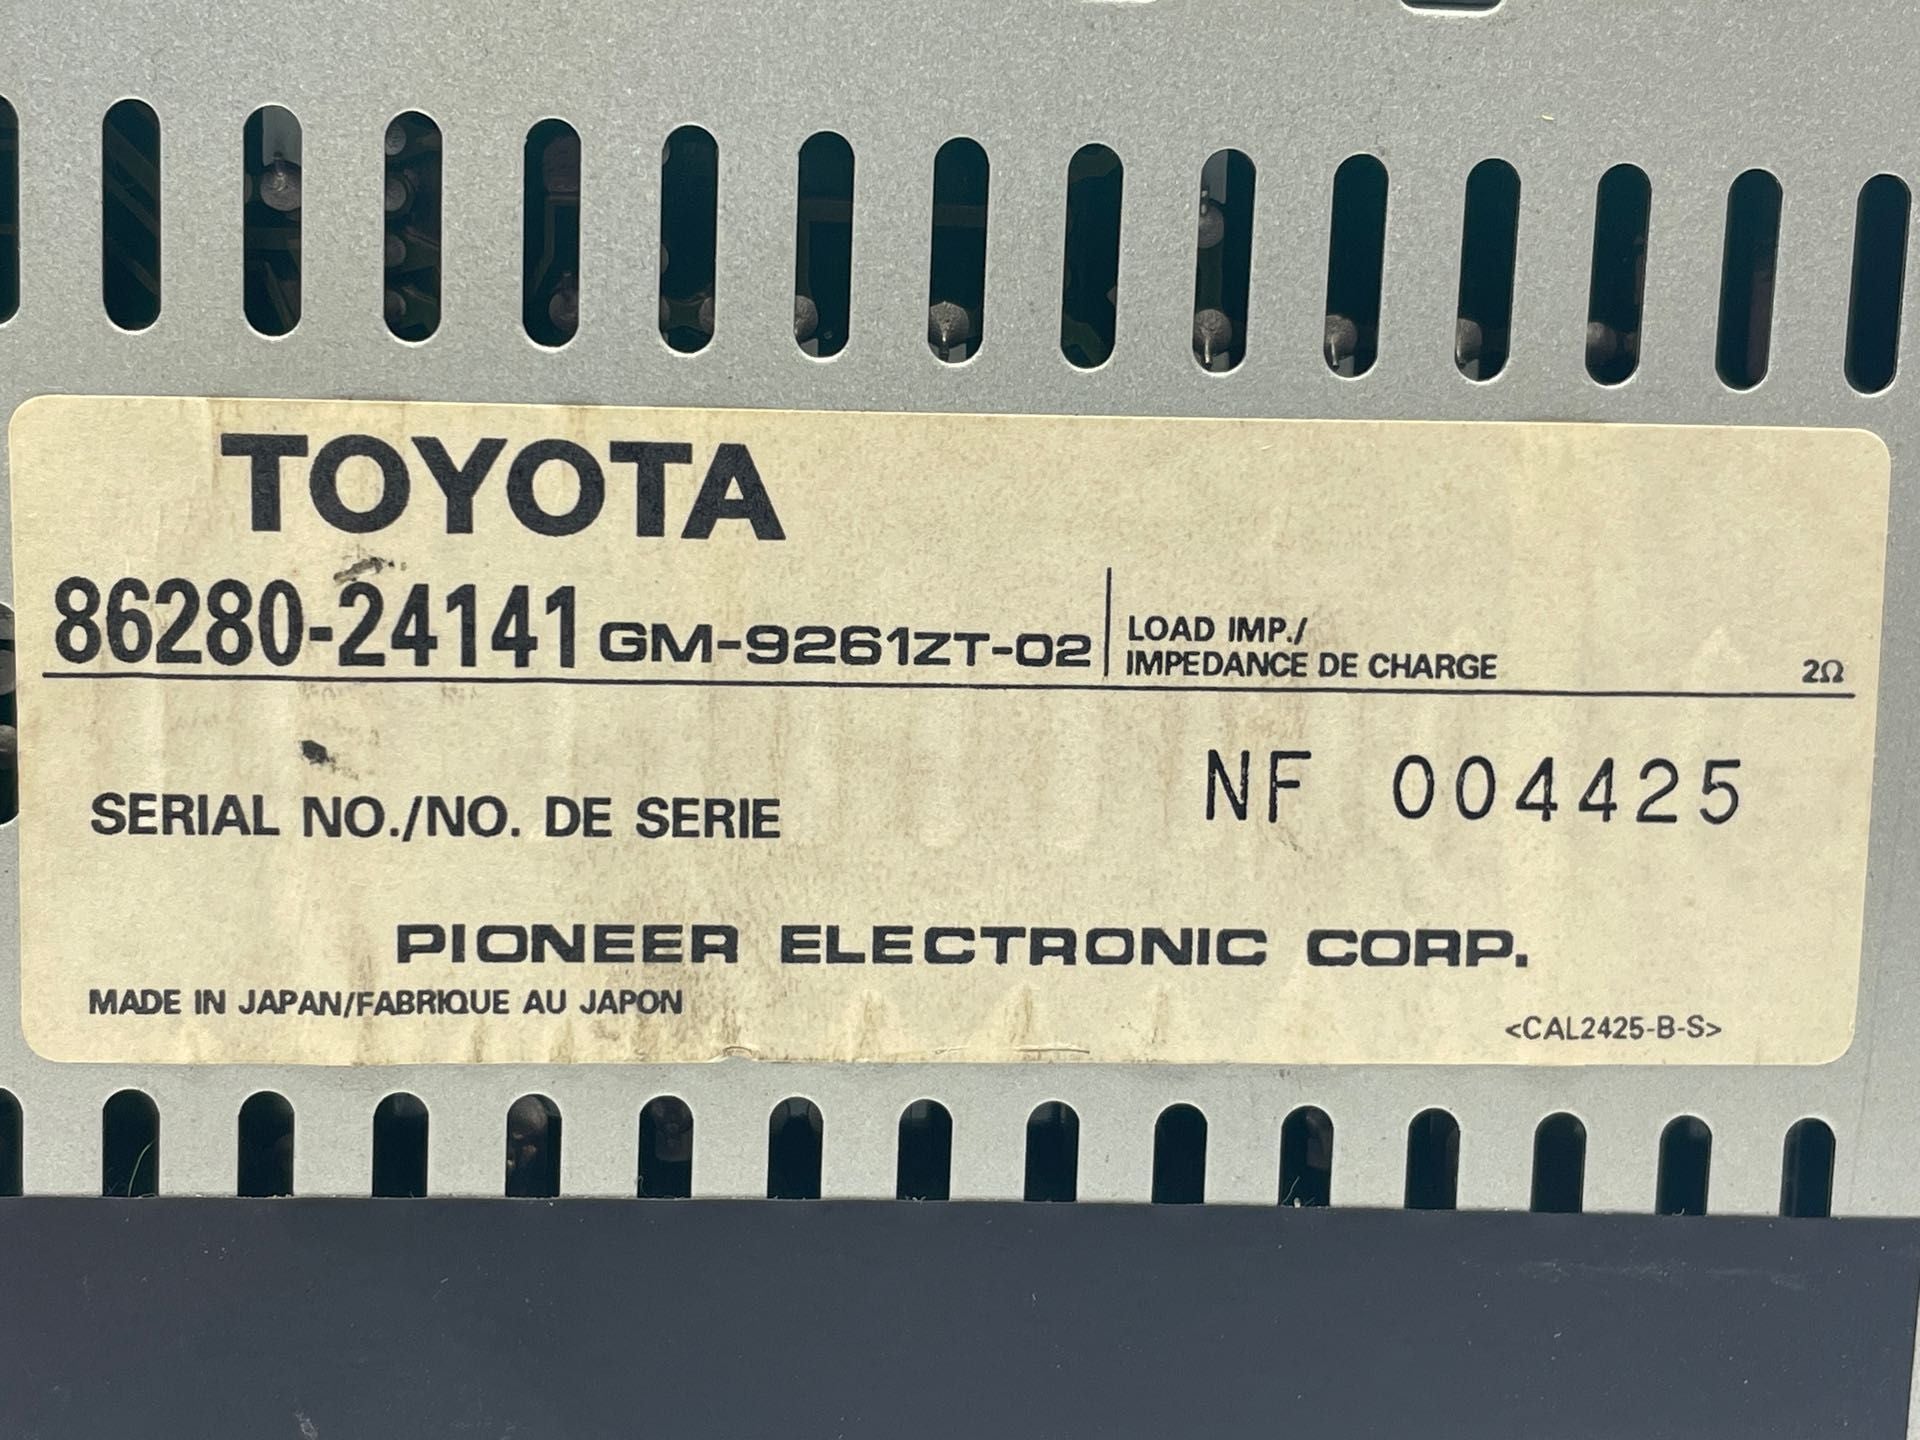 TOYOTA
86280-24141 GM-9261ZT-02
LOAD IMP./
IMPEDANCE DE CHARGE 2Ω
SERIAL NO./NO. DE SERIE NF 004425
PIONEER ELECTRONIC CORP.
MADE IN JAPAN/FABRIQUE AU JAPON
<CAL2425-B-S>